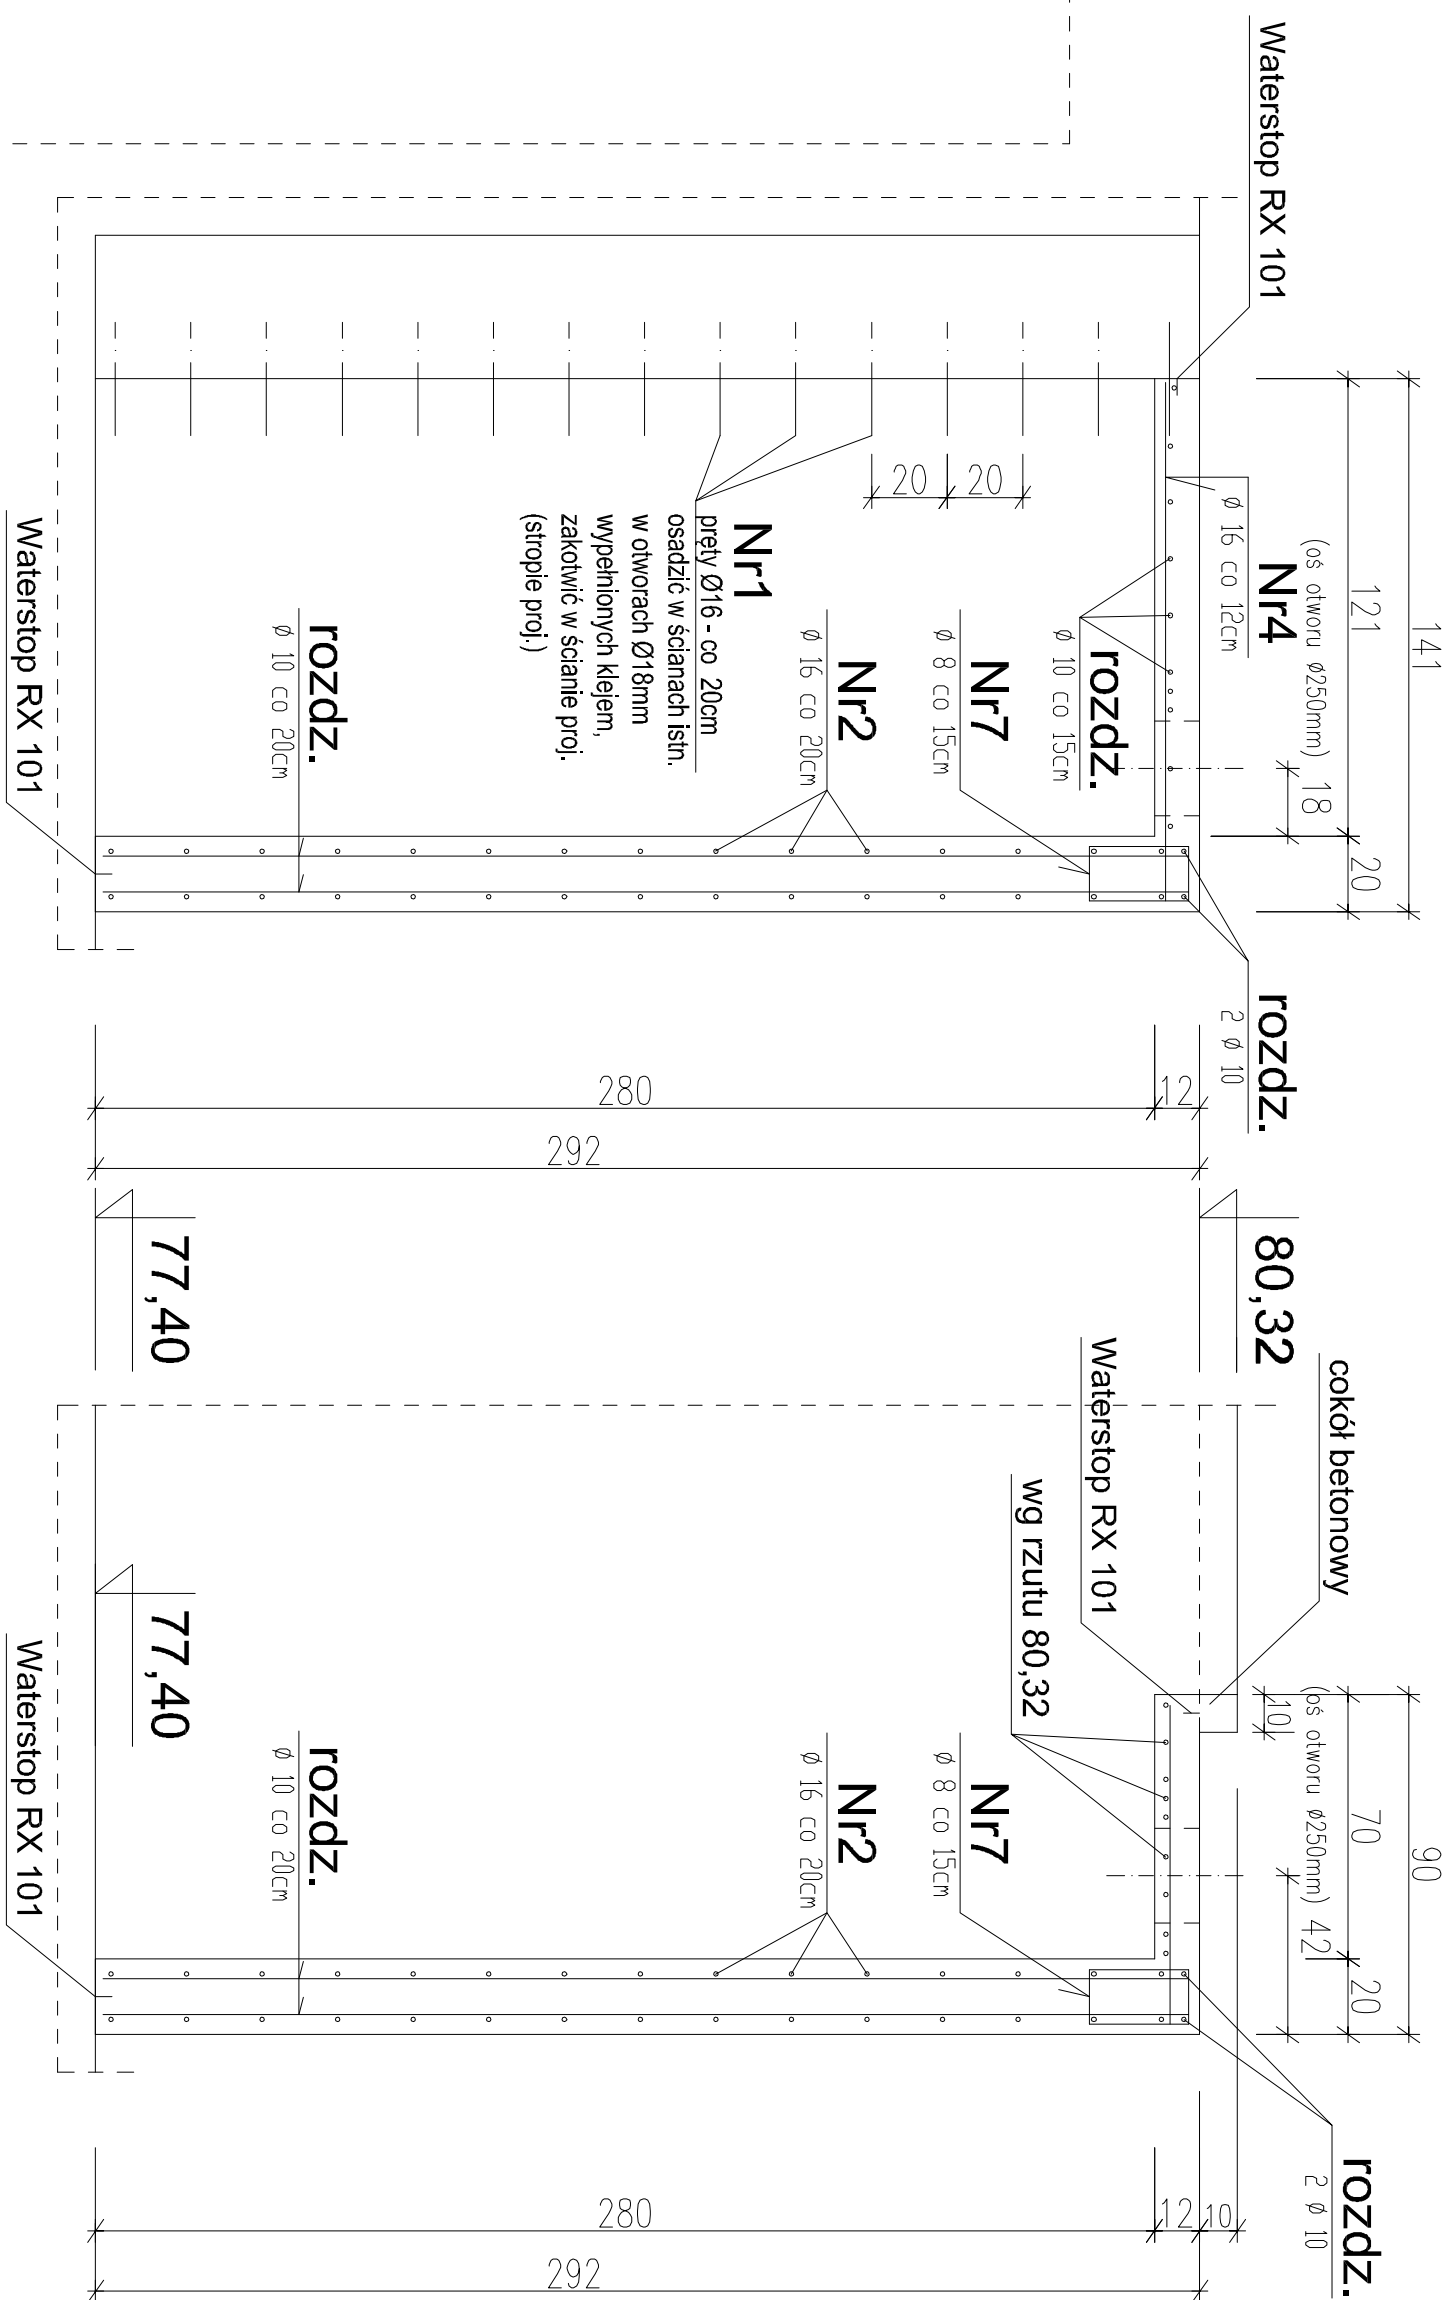 Waterstop RX 101
141
121
20
(oś otworu Ø250mm)
18
Nr4
Ø 16 co 12cm
rozdz.
Ø 10 co 15cm
rozdz.
2 Ø 10
20
20
Nr7
Ø 8 co 15cm
Nr2
Ø 16 co 20cm
Nr1
pręty Ø16 - co 20cm
osadzić w ścianach istn.
w otworach Ø18mm
wypełnionych klejem,
zakotwić w ścianie proj.
(stropie proj.)
rozdz.
Ø 10 co 20cm
Waterstop RX 101
12
280
292
80,32
77,40
90
70
20
(oś otworu Ø250mm)
42
10
cokół betonowy
Waterstop RX 101
wg rzutu 80,32
rozdz.
2 Ø 10
Nr7
Ø 8 co 15cm
Nr2
Ø 16 co 20cm
rozdz.
Ø 10 co 20cm
77,40
Waterstop RX 101
10
12
280
292